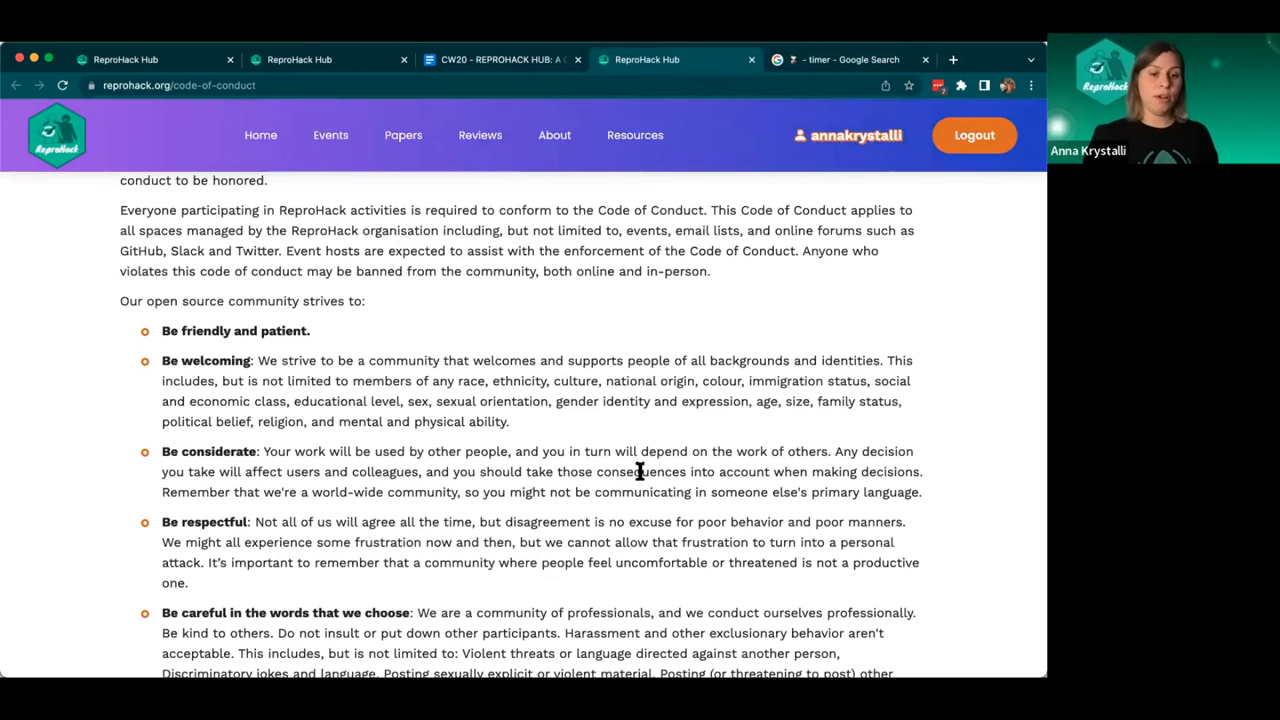 ReproHack Hub
ReproHack Hub
CW20 - REPROHACK HUB: A C
ReproHack Hub
- timer - Google Search
reprohack.org/code-of-conduct
ReproHack
Home
Events
Papers
Reviews
About
Resources
annakrystalli
Logout
ReproHack
Anna Krystalli
conduct to be honored.
Everyone participating in ReproHack activities is required to conform to the Code of Conduct. This Code of Conduct applies to
all spaces managed by the ReproHack organisation including, but not limited to, events, email lists, and online forums such as
GitHub, Slack and Twitter. Event hosts are expected to assist with the enforcement of the Code of Conduct. Anyone who
violates this code of conduct may be banned from the community, both online and in-person.
Our open source community strives to:
Be friendly and patient.
Be welcoming: We strive to be a community that welcomes and supports people of all backgrounds and identities. This
includes, but is not limited to members of any race, ethnicity, culture, national origin, colour, immigration status, social
and economic class, educational level, sex, sexual orientation, gender identity and expression, age, size, family status,
political belief, religion, and mental and physical ability.
Be considerate: Your work will be used by other people, and you in turn will depend on the work of others. Any decision
you take will affect users and colleagues, and you should take those consequences into account when making decisions.
Remember that we're a world-wide community, so you might not be communicating in someone else's primary language.
Be respectful: Not all of us will agree all the time, but disagreement is no excuse for poor behavior and poor manners.
We might all experience some frustration now and then, but we cannot allow that frustration to turn into a personal
attack. It's important to remember that a community where people feel uncomfortable or threatened is not a productive
one.
Be careful in the words that we choose: We are a community of professionals, and we conduct ourselves professionally.
Be kind to others. Do not insult or put down other participants. Harassment and other exclusionary behavior aren't
acceptable. This includes, but is not limited to: Violent threats or language directed against another person,
Discriminatory jokes and language, Posting sexually explicit or violent material, Posting (or threatening to post) other